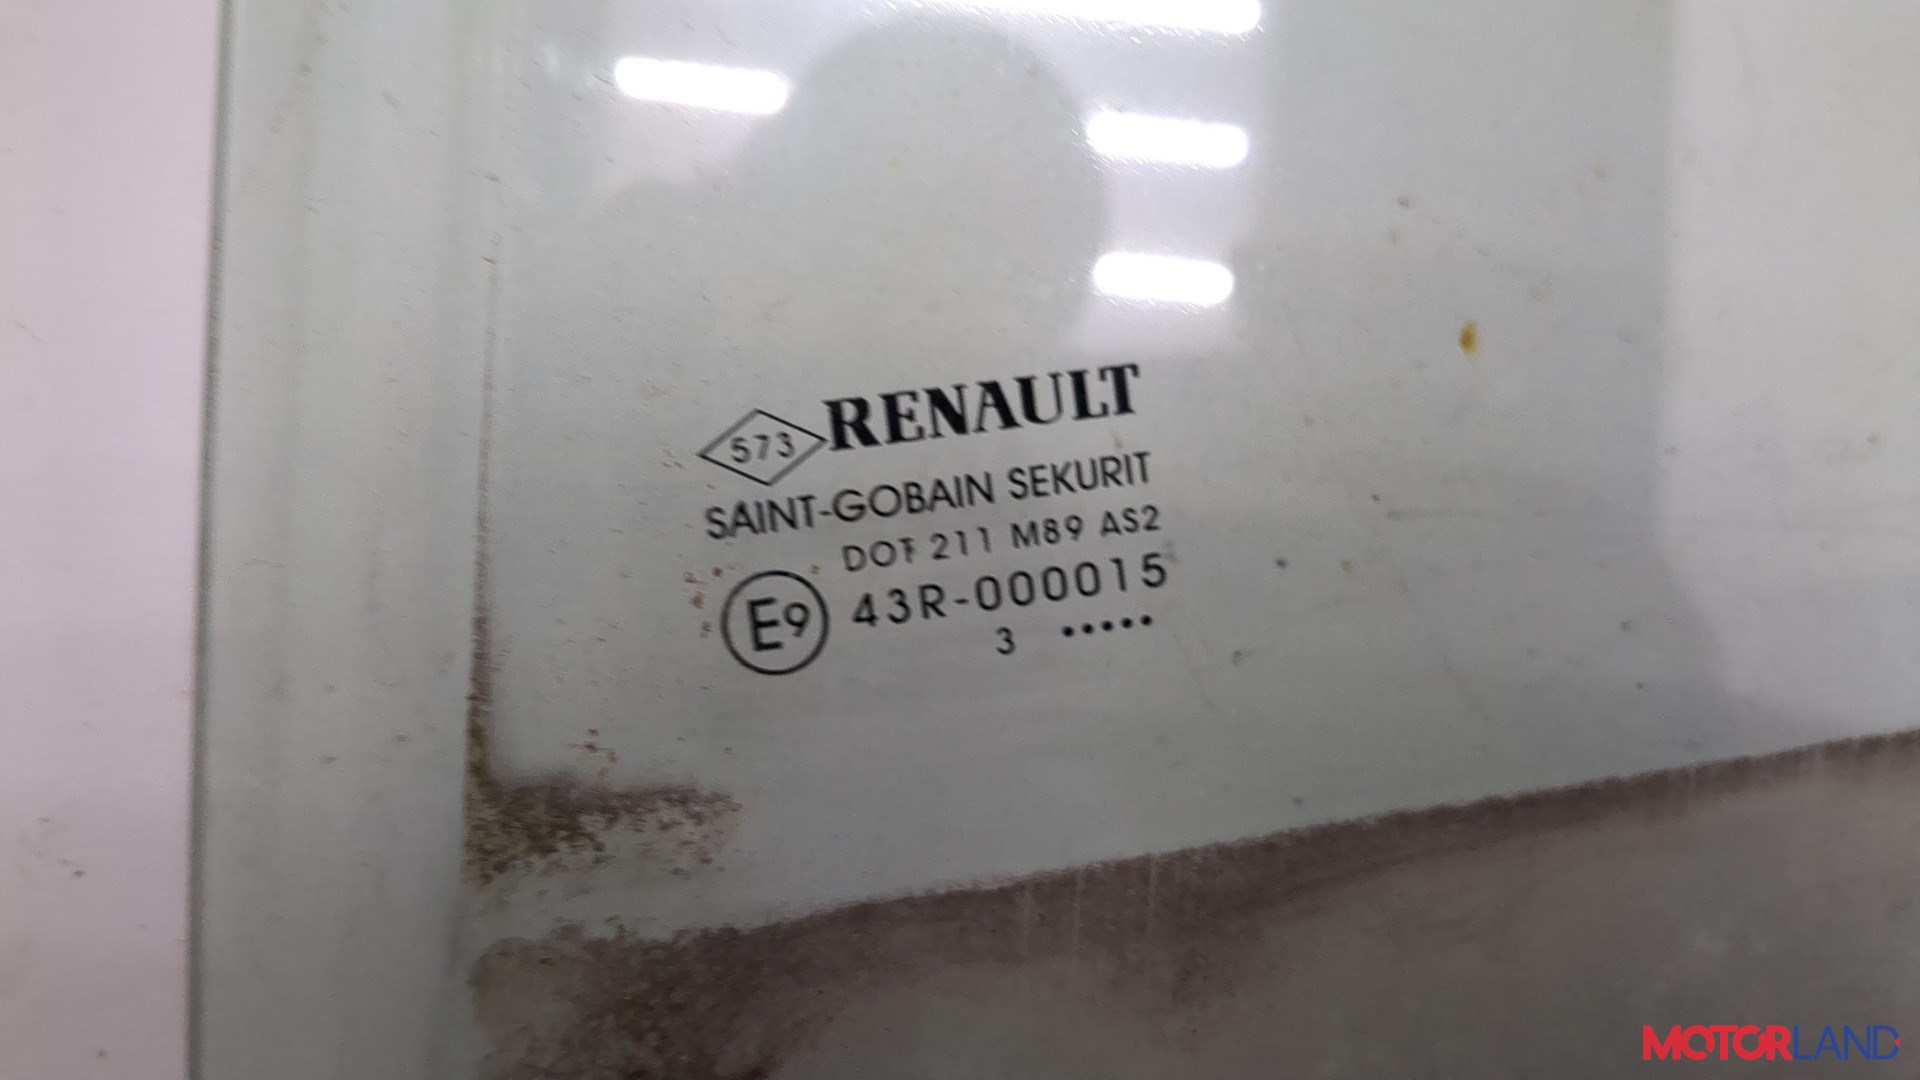 573 RENAULT
SAINT-GOBAIN SEKURIT
DOT 211 M89 AS2
E9 43R-000015
3 •••••
MOTORLAND